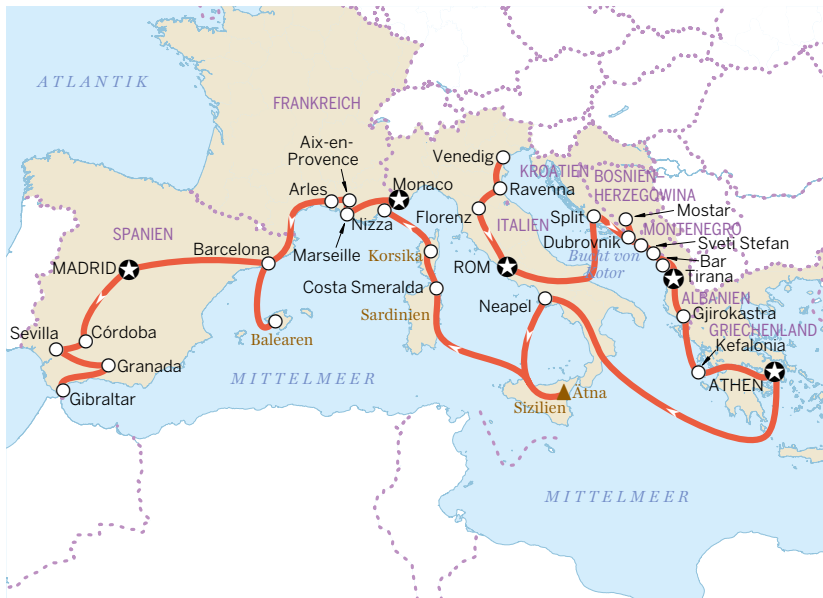 ATLANTIK
FRANKREICH
Aix-en-
Provence
Venedig
KROATIEN
BOSNIEN
HERZEGOWINA
Arles
Monaco
Ravenna
Mostar
Florenz
Split
Nizza
ITALIEN
MONTENEGRO
SPANIEN
Barcelona
Marseille
Korsika
Dubrovnik
Sveti Stefan
Bucht von
Kotor
Bar
MADRID
ROM
Tirana
Costa Smeralda
Neapel
ALBANIEN
Sardinien
Gjirokastra
Sevilla
Córdoba
Balearen
GRIECHENLAND
Kefalonia
Granada
MITTELMEER
ATHEN
Gibraltar
Ätna
Sizilien
MITTELMEER